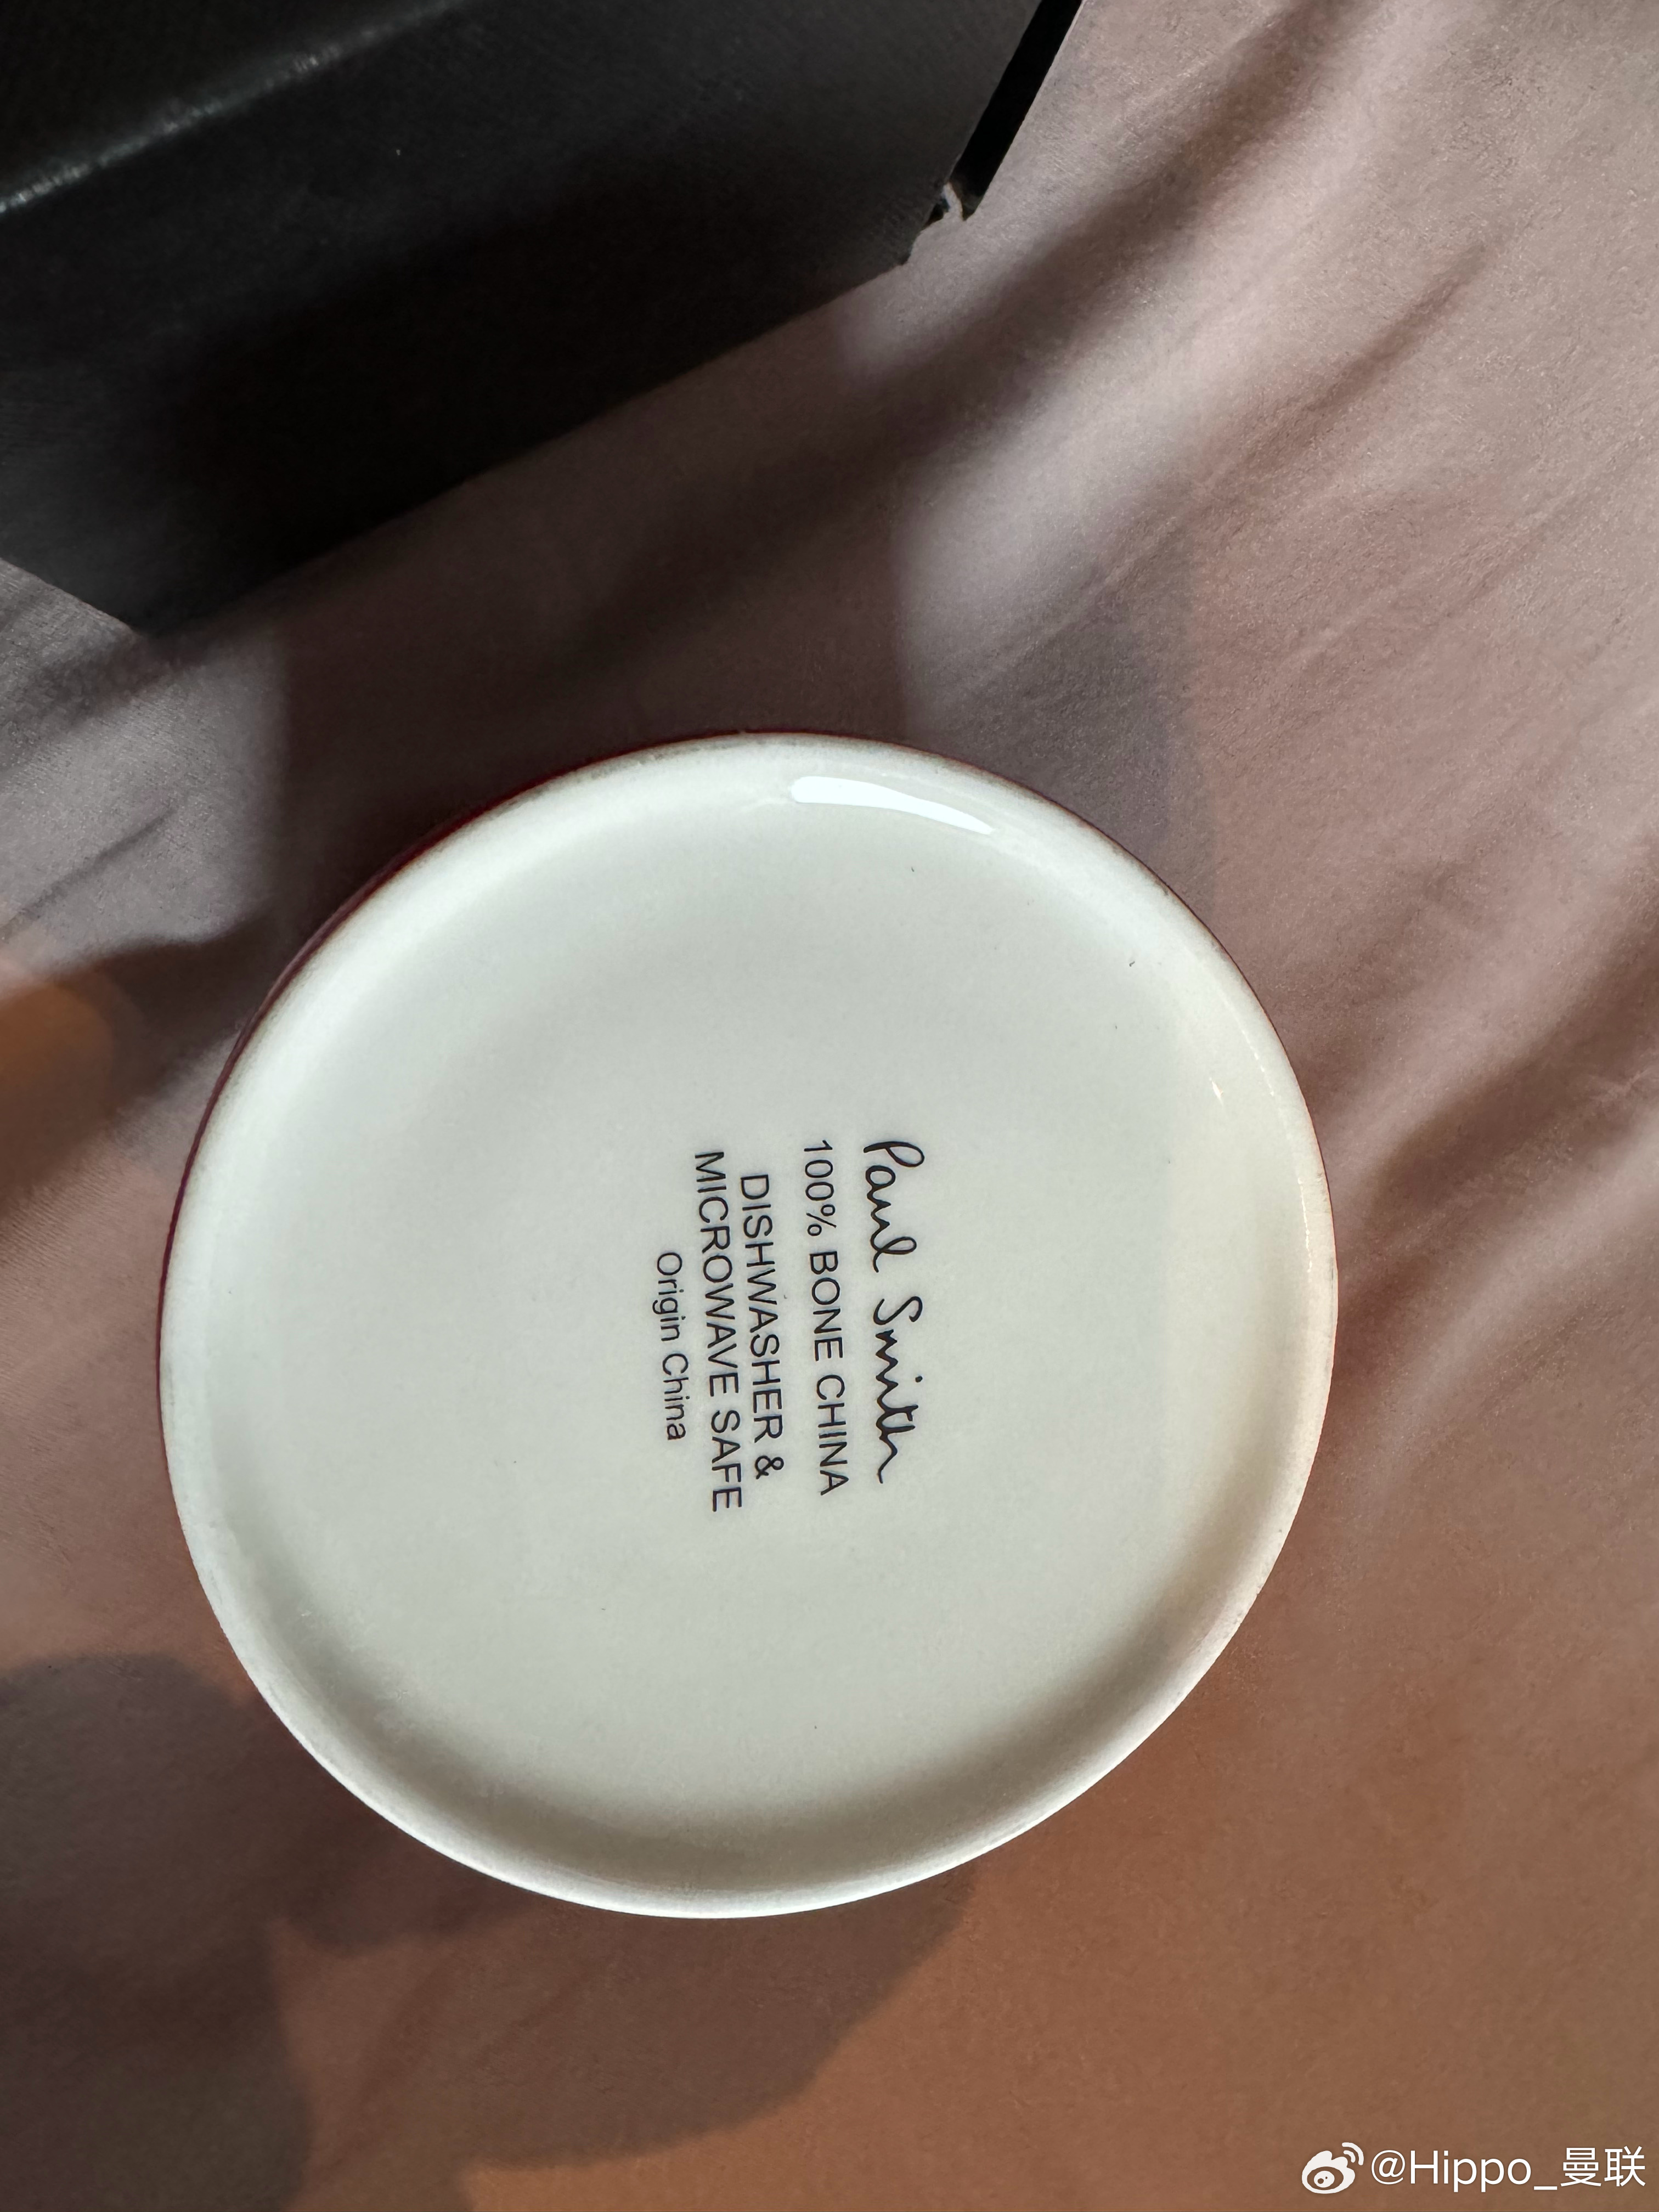 Paul Smith
100% BONE CHINA
DISHWASHER &
MICROWAVE SAFE
Origin China
@Hippo_曼联